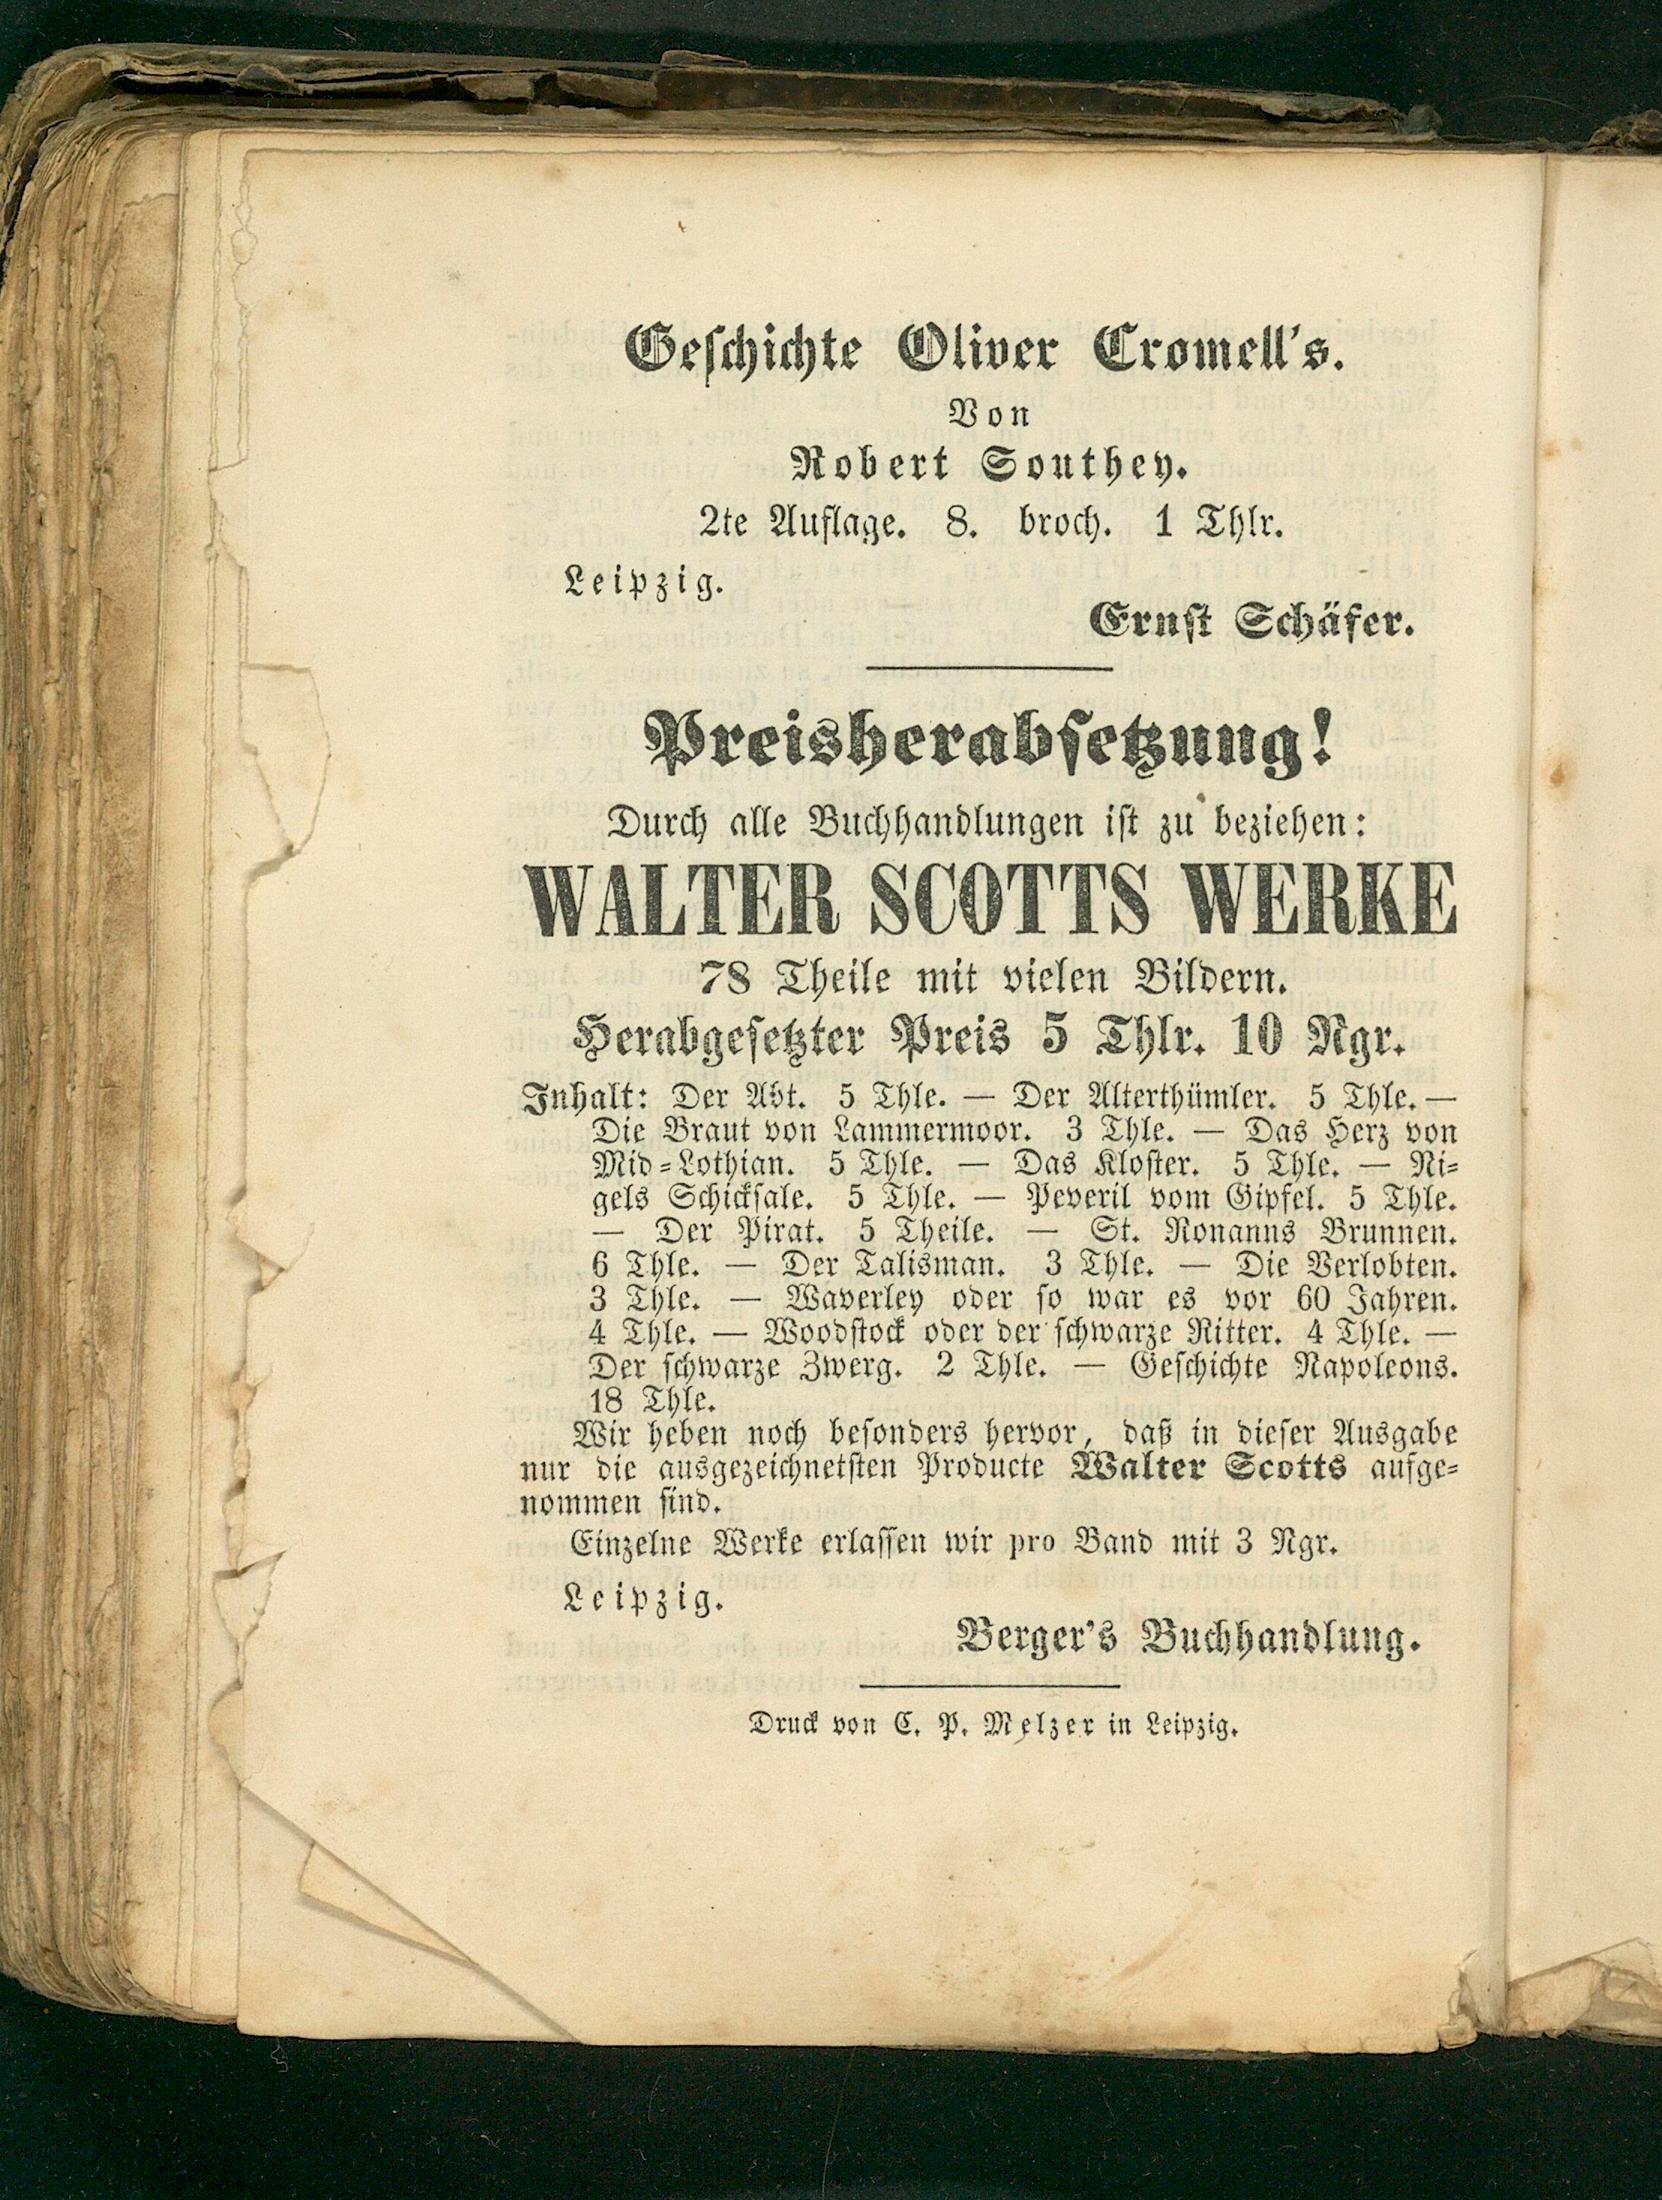 Geschichte Oliver Cromell's.
Von
Robert Southey.
2te Auflage. 8. broch. 1 Thlr.
Leipzig.
Ernst Schäfer.
Preisherabsetzung!
Durch alle Buchhandlungen ist zu beziehen:
WALTER SCOTTS WERKE
78 Theile mit vielen Bildern.
Herabgesetzter Preis 5 Thlr. 10 Ngr.
Inhalt: Der Abt. 5 Thle. — Der Alterthümler. 5 Thle. —
Die Braut von Lammermoor. 3 Thle. — Das Herz von
Mid-Lothian. 5 Thle. — Das Kloster. 5 Thle. — Ni-
gels Schicksale. 5 Thle. — Peveril vom Gipfel. 5 Thle.
— Der Pirat. 5 Theile. — St. Ronanns Brunnen.
6 Thle. — Der Talisman. 3 Thle. — Die Verlobten.
3 Thle. — Waverley oder so war es vor 60 Jahren.
4 Thle. — Woodstock oder der schwarze Ritter. 4 Thle. —
Der schwarze Zwerg. 2 Thle. — Geschichte Napoleons.
18 Thle.
Wir heben noch besonders hervor, daß in dieser Ausgabe
nur die ausgezeichnetsten Producte Walter Scotts aufge-
nommen sind.
Einzelne Werke erlassen wir pro Band mit 3 Ngr.
Leipzig.
Berger's Buchhandlung.
Druck von C. P. Melzer in Leipzig.